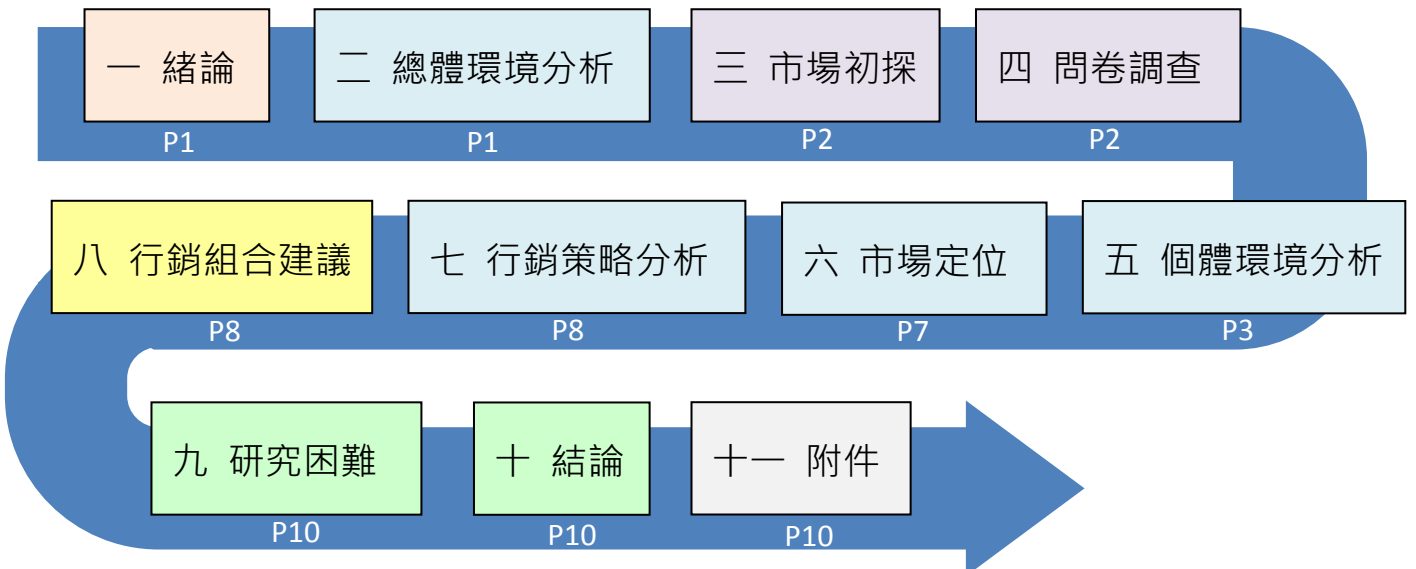 一 緒論
P1
二 總體環境分析
P1
三 市場初探
P2
四 問卷調查
P2
五 個體環境分析
P3
六 市場定位
P7
七 行銷策略分析
P8
八 行銷組合建議
P8
九 研究困難
P10
十 結論
P10
十一 附件
P10